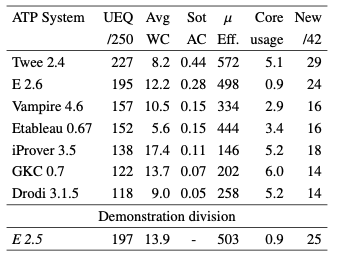 ATP System UEQ Avg Sot μ Core New
/250 WC AC Eff. usage /42
Twee 2.4 227 8.2 0.44 572 5.1 29
E 2.6 195 12.2 0.28 498 0.9 24
Vampire 4.6 157 10.5 0.15 334 2.9 16
Etableau 0.67 152 5.6 0.15 444 3.4 16
iProver 3.5 138 17.4 0.11 146 5.2 18
GKC 0.7 122 13.7 0.07 202 6.0 14
Drodi 3.1.5 118 9.0 0.05 258 5.2 14
Demonstration division
E 2.5 197 13.9 - 503 0.9 25